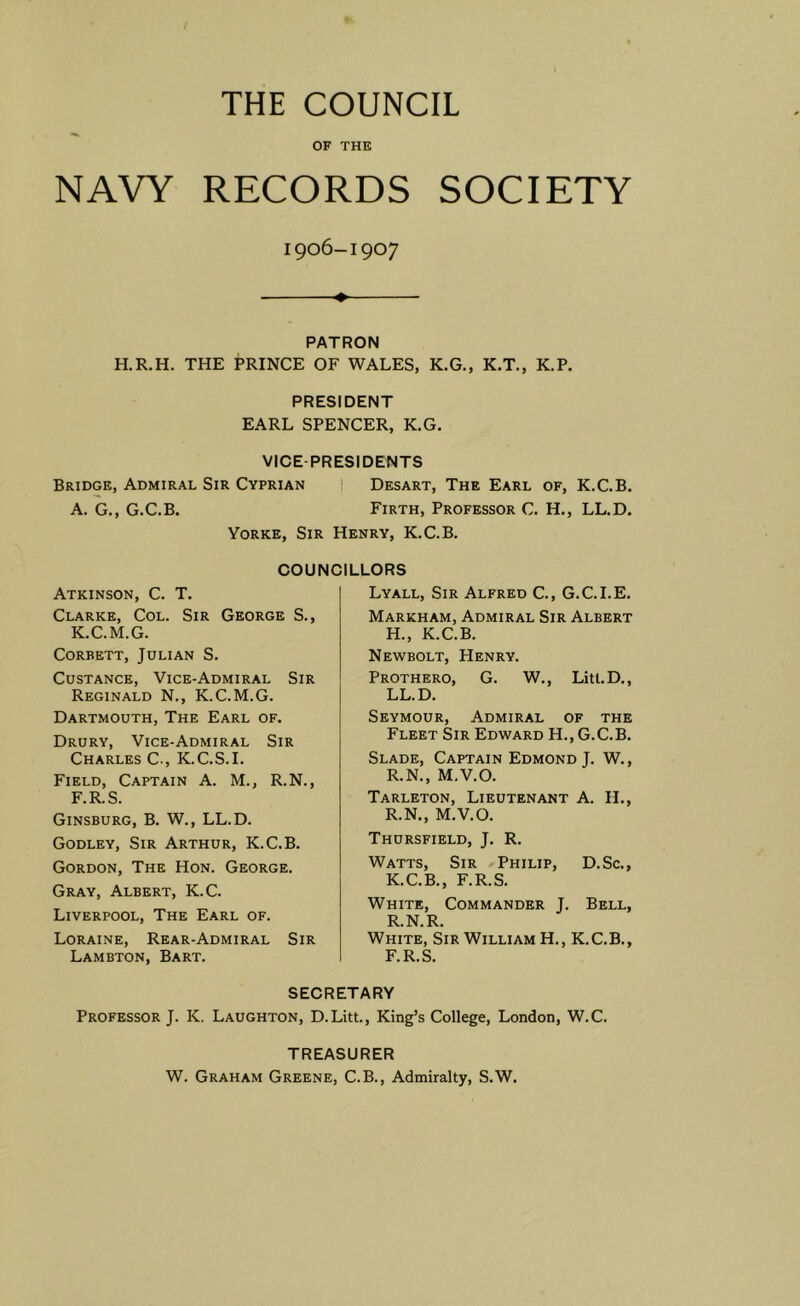 THE COUNCIL
OF THE
NAVY RECORDS SOCIETY
1906–1907
PATRON
H.R.H. THE PRINCE OF WALES, K.G., K.T., K.P.
PRESIDENT
EARL SPENCER, K.G.
VICE-PRESIDENTS
BRIDGE, ADMIRAL SIR CYPRIAN
A. G., G.C.B.
DESART, THE EARL OF, K.C.B.
FIRTH, PROFESSOR C. H., LL.D.
YORKE, SIR HENRY, K.C.B.
COUNCILLORS
ATKINSON, C. T.
CLARKE, COL. SIR GEORGE S.,
K.C.M.G.
CORBETT, JULIAN S.
CUSTANCE, VICE-ADMIRAL SIR
REGINALD N., K.C.M.G.
DARTMOUTH, THE EARL OF.
DRURY, VICE-ADMIRAL SIR
CHARLES C., K.C.S.I.
FIELD, CAPTAIN A. M., R.N.,
F.R.S.
GINSBURG, B. W., LL.D.
GODLEY, SIR ARTHUR, K.C.B.
GORDON, THE HON. GEORGE.
GRAY, ALBERT, K.C.
LIVERPOOL, THE EARL OF.
LORAINE, REAR-ADMIRAL SIR
LAMBTON, BART.
LYALL, SIR ALFRED C., G.C.I.E.
MARKHAM, ADMIRAL SIR ALBERT
H., K.C.B.
NEWBOLT, HENRY.
PROTHERO, G. W., Litt.D.,
LL.D.
SEYMOUR, ADMIRAL OF THE
FLEET SIR EDWARD H., G.C.B.
SLADE, CAPTAIN EDMOND J. W.,
R.N., M.V.O.
TARLETON, LIEUTENANT A. H.,
R.N., M.V.O.
THURSFIELD, J. R.
WATTS, SIR PHILIP, D.Sc.,
K.C.B., F.R.S.
WHITE, COMMANDER J. BELL,
R.N.R.
WHITE, SIR WILLIAM H., K.C.B.,
F.R.S.
SECRETARY
PROFESSOR J. K. LAUGHTON, D.Litt., King's College, London, W.C.
TREASURER
W. GRAHAM GREENE, C.B., Admiralty, S.W.